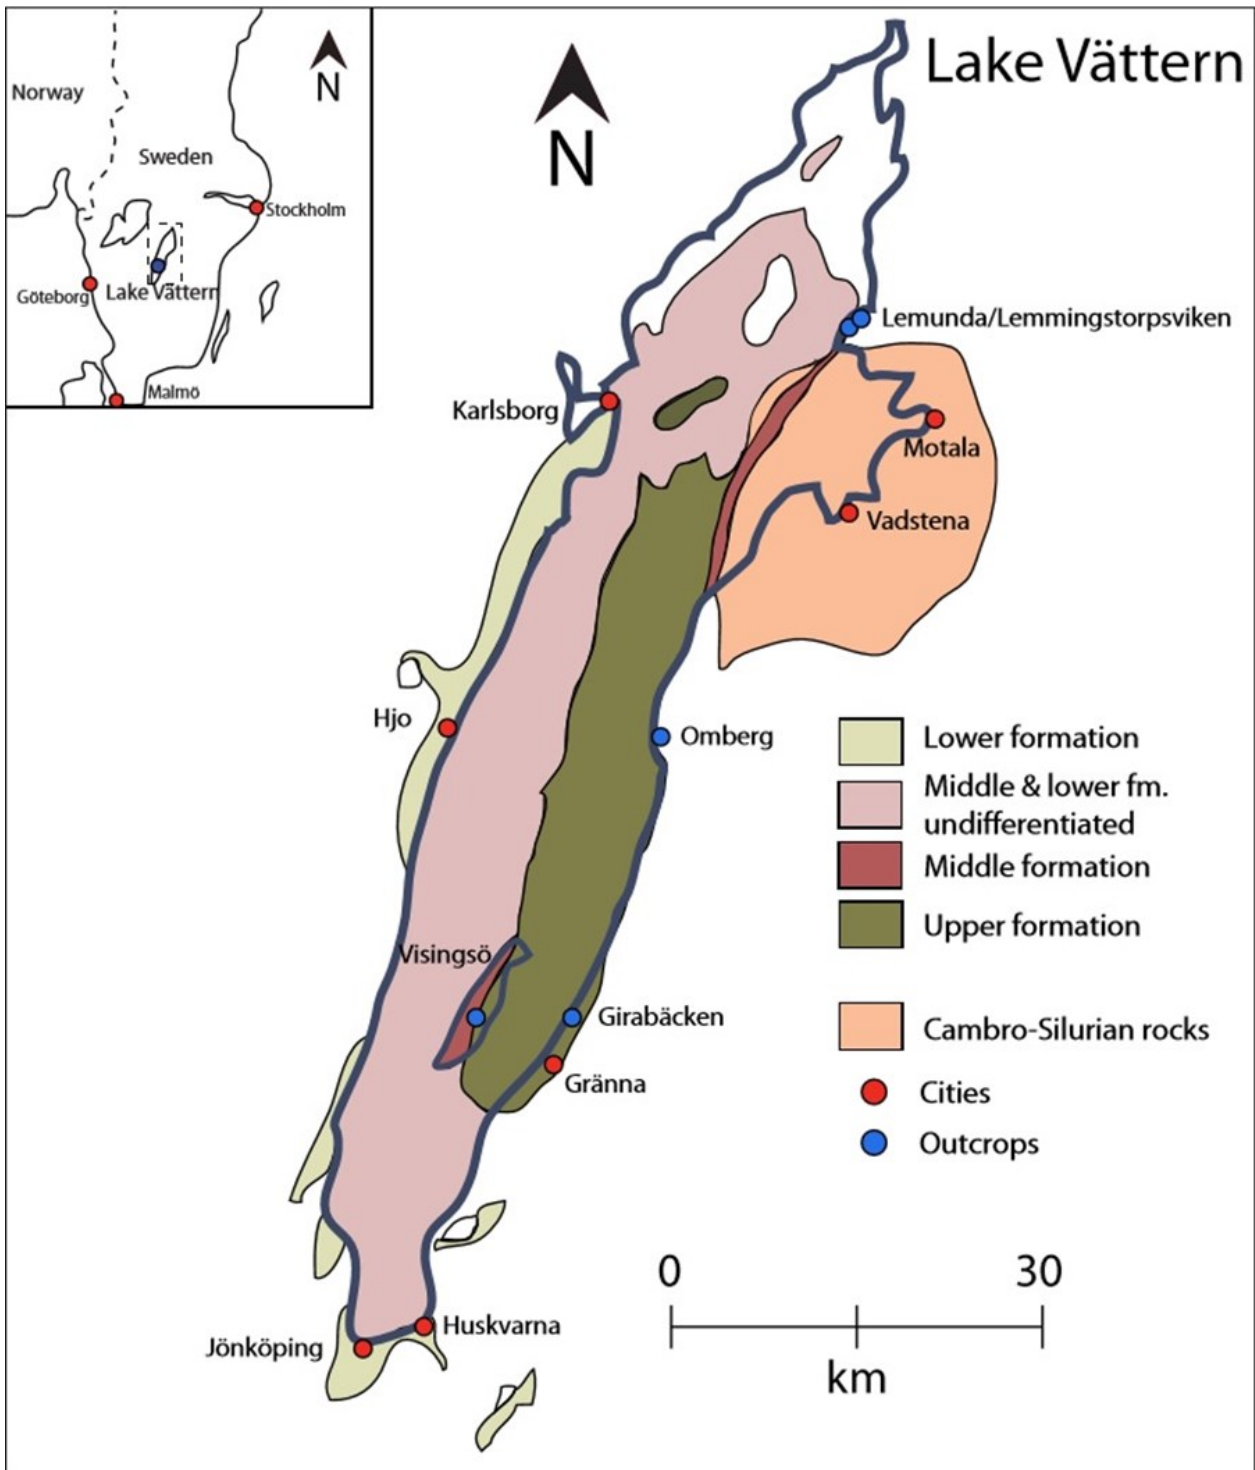 Lake Vättern
N
Norway
N
Sweden
Stockholm
Göteborg
Lake Vättern
Malmö
Lemunda/Lemmingstorpsviken
Karlsborg
Motala
Vadstena
Hjo
Omberg
Lower formation
Middle & lower fm.
undifferentiated
Middle formation
Upper formation
Visingsö
Girabäcken
Gränna
Cambro-Silurian rocks
Cities
Outcrops
0
30
km
Huskvarna
Jönköping